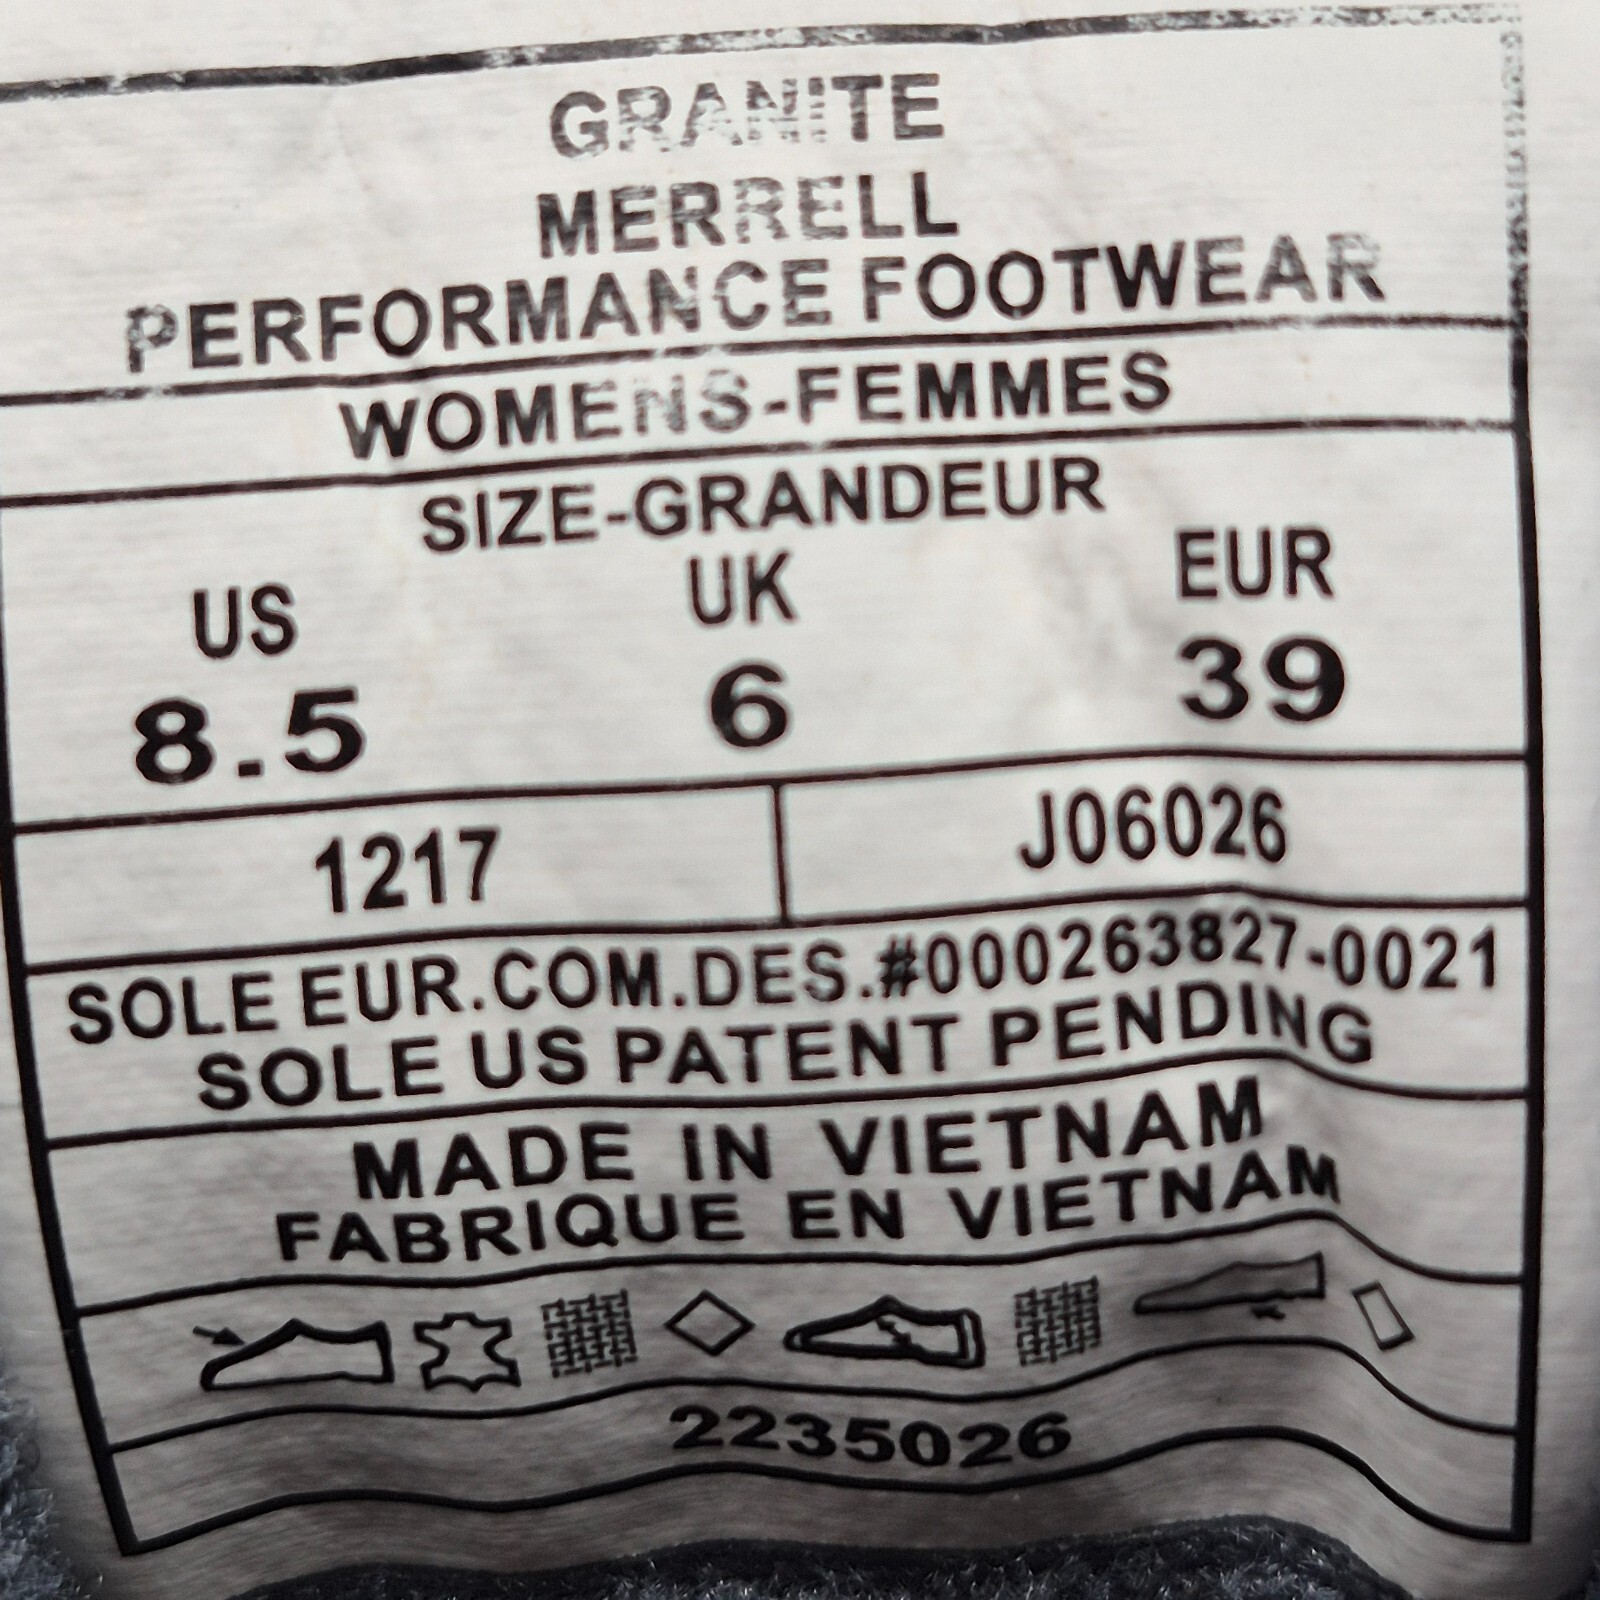 GRANITE
MERRELL
PERFORMANCE FOOTWEAR
WOMENS-FEMMES
SIZE-GRANDEUR
US UK EUR
8.5 6 39
1217 J06026
SOLE EUR.COM.DES.#000263827-0021
SOLE US PATENT PENDING
MADE IN VIETNAM
FABRIQUE EN VIETNAM
2235026